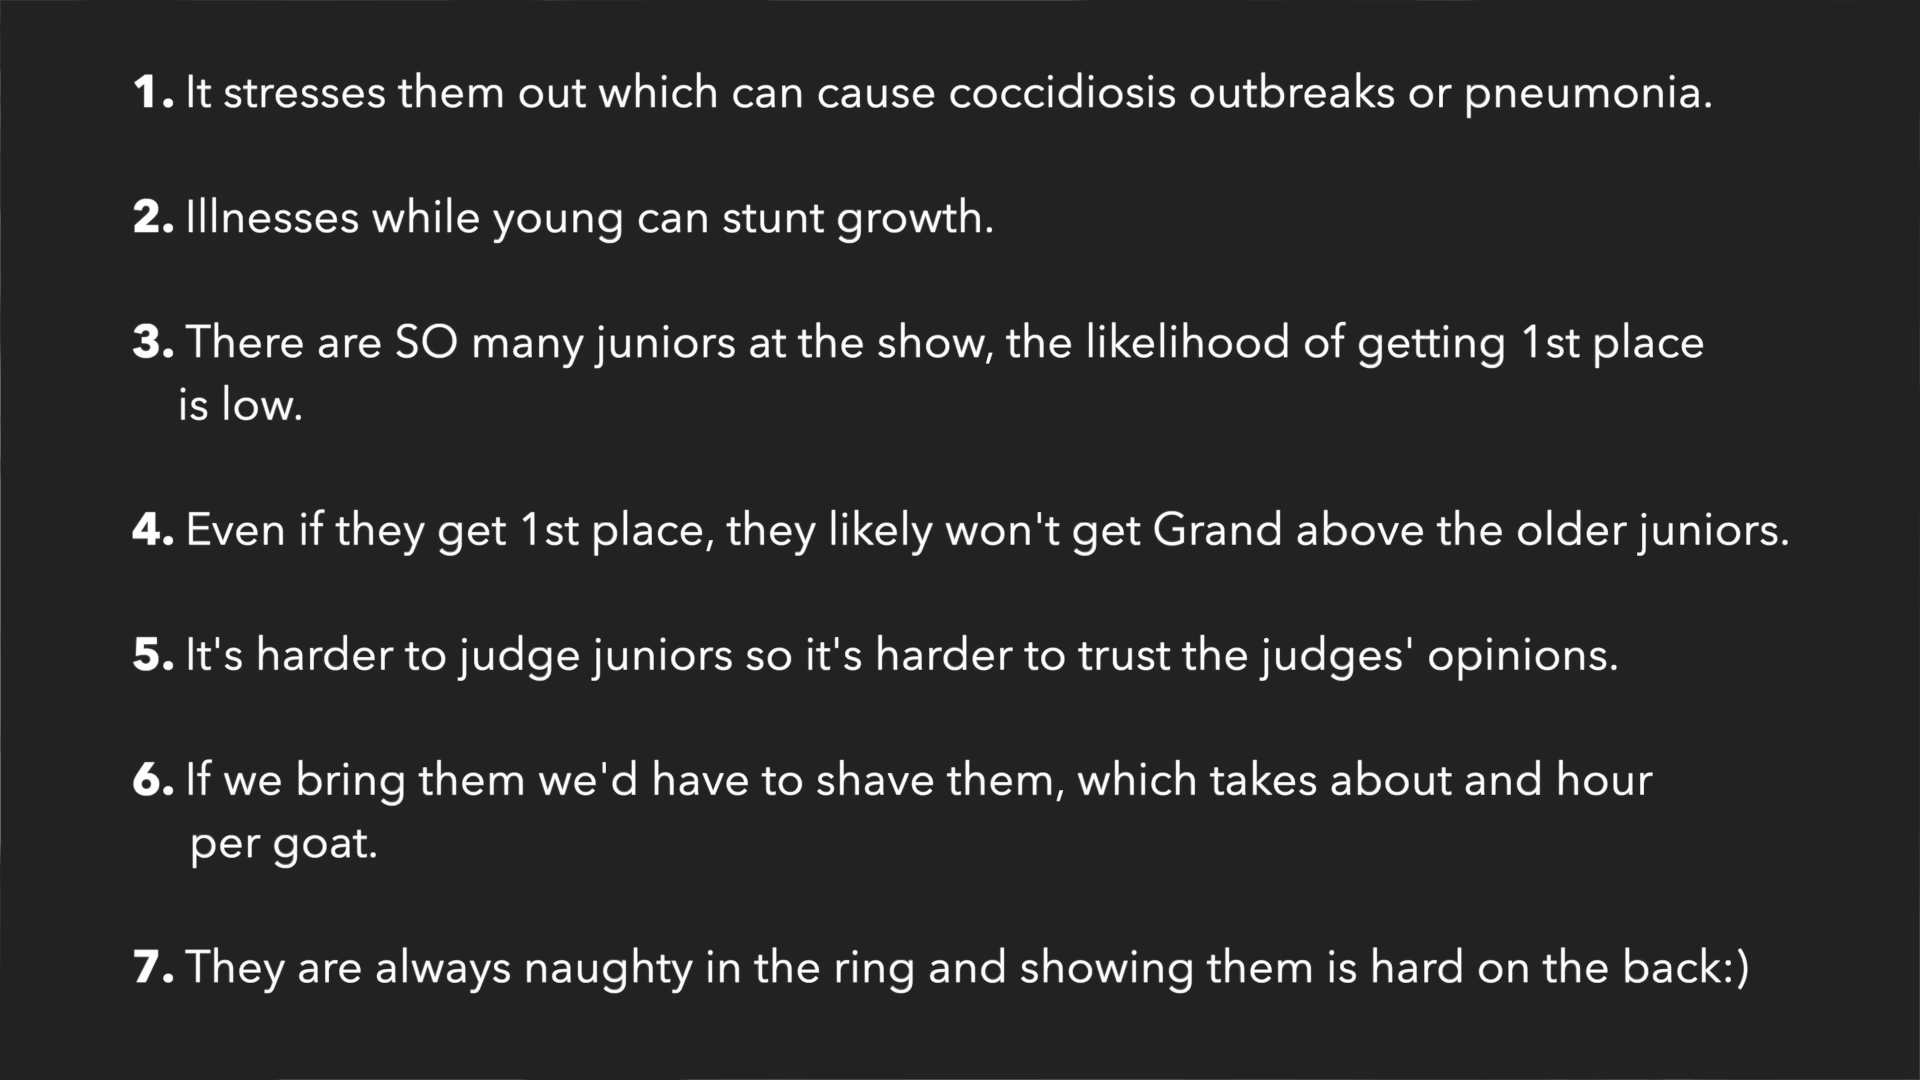 1. It stresses them out which can cause coccidiosis outbreaks or pneumonia.
2. Illnesses while young can stunt growth.
3. There are SO many juniors at the show, the likelihood of getting 1st place
is low.
4. Even if they get 1st place, they likely won't get Grand above the older juniors.
5. It's harder to judge juniors so it's harder to trust the judges' opinions.
6. If we bring them we'd have to shave them, which takes about and hour
per goat.
7. They are always naughty in the ring and showing them is hard on the back:)